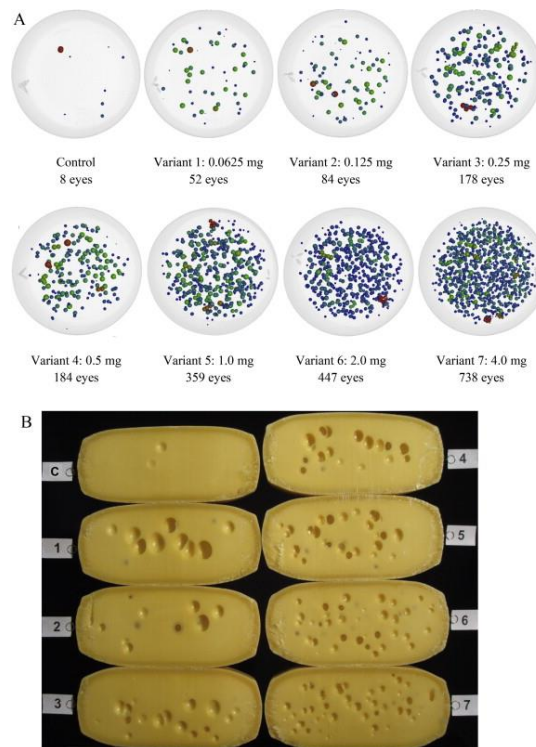 A
Control
8 eyes
Variant 1: 0.0625 mg
52 eyes
Variant 2: 0.125 mg
84 eyes
Variant 3: 0.25 mg
178 eyes
Variant 4: 0.5 mg
184 eyes
Variant 5: 1.0 mg
359 eyes
Variant 6: 2.0 mg
447 eyes
Variant 7: 4.0 mg
738 eyes
B
C
4
1
5
2
6
3
7